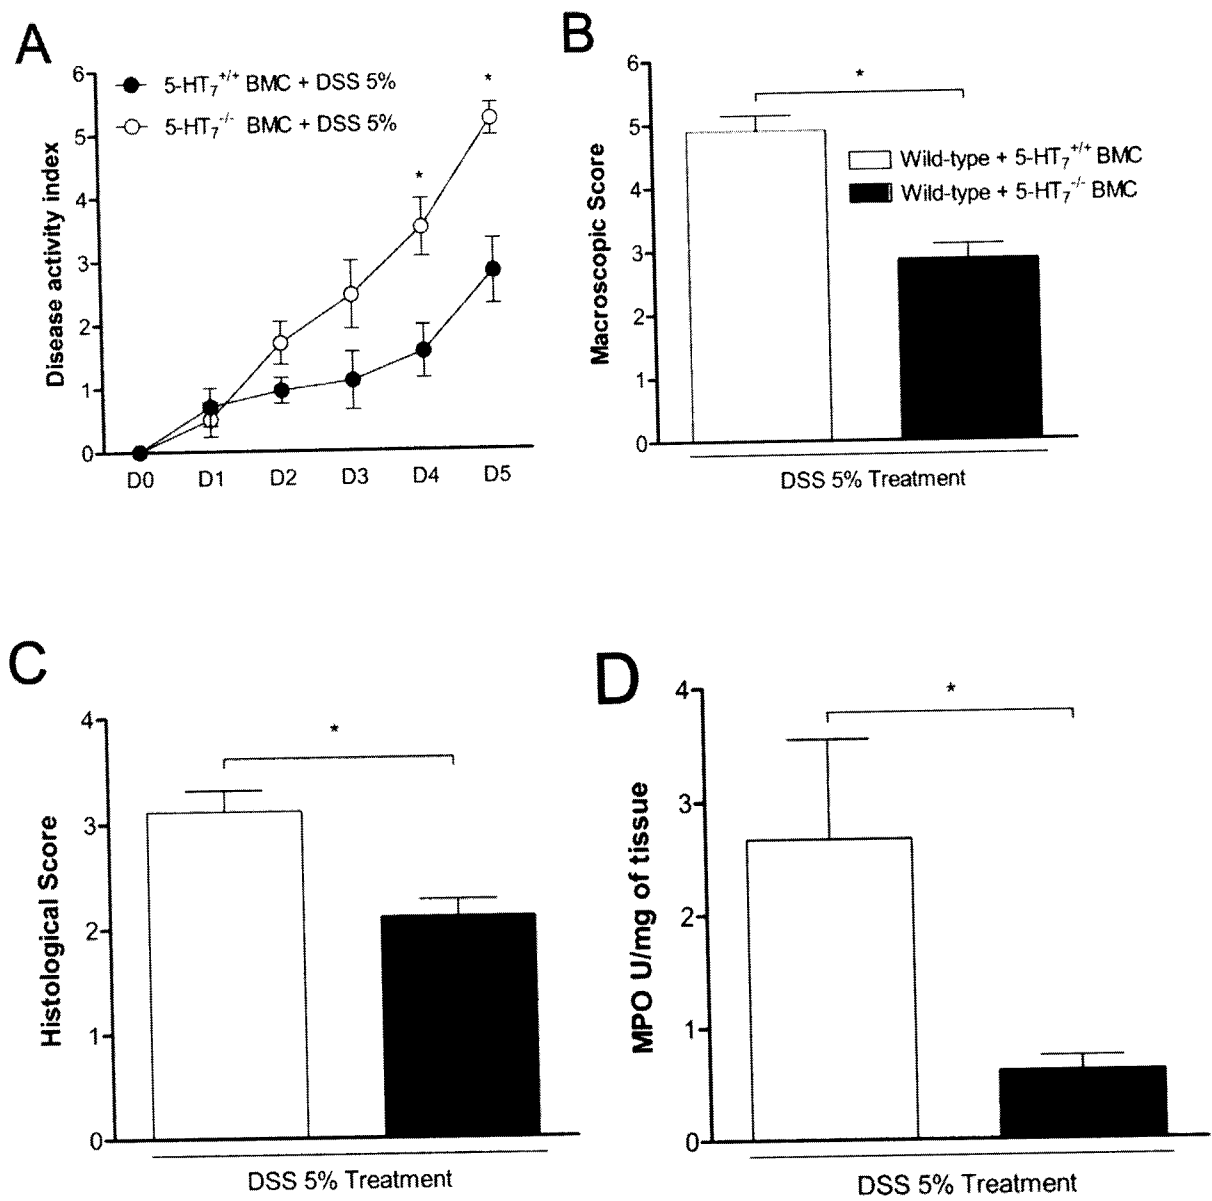 A
6
5
4
3
2
1
0
Disease activity index
5-HT7+/+ BMC + DSS 5%
5-HT7-/- BMC + DSS 5%
*
*
D0 D1 D2 D3 D4 D5
B
6
5
4
3
2
1
0
Macroscopic Score
*
Wild-type + 5-HT7+/+ BMC
Wild-type + 5-HT7-/- BMC
DSS 5% Treatment
C
4
3
2
1
0
Histological Score
*
DSS 5% Treatment
D
4
3
2
1
0
MPO U/mg of tissue
*
DSS 5% Treatment